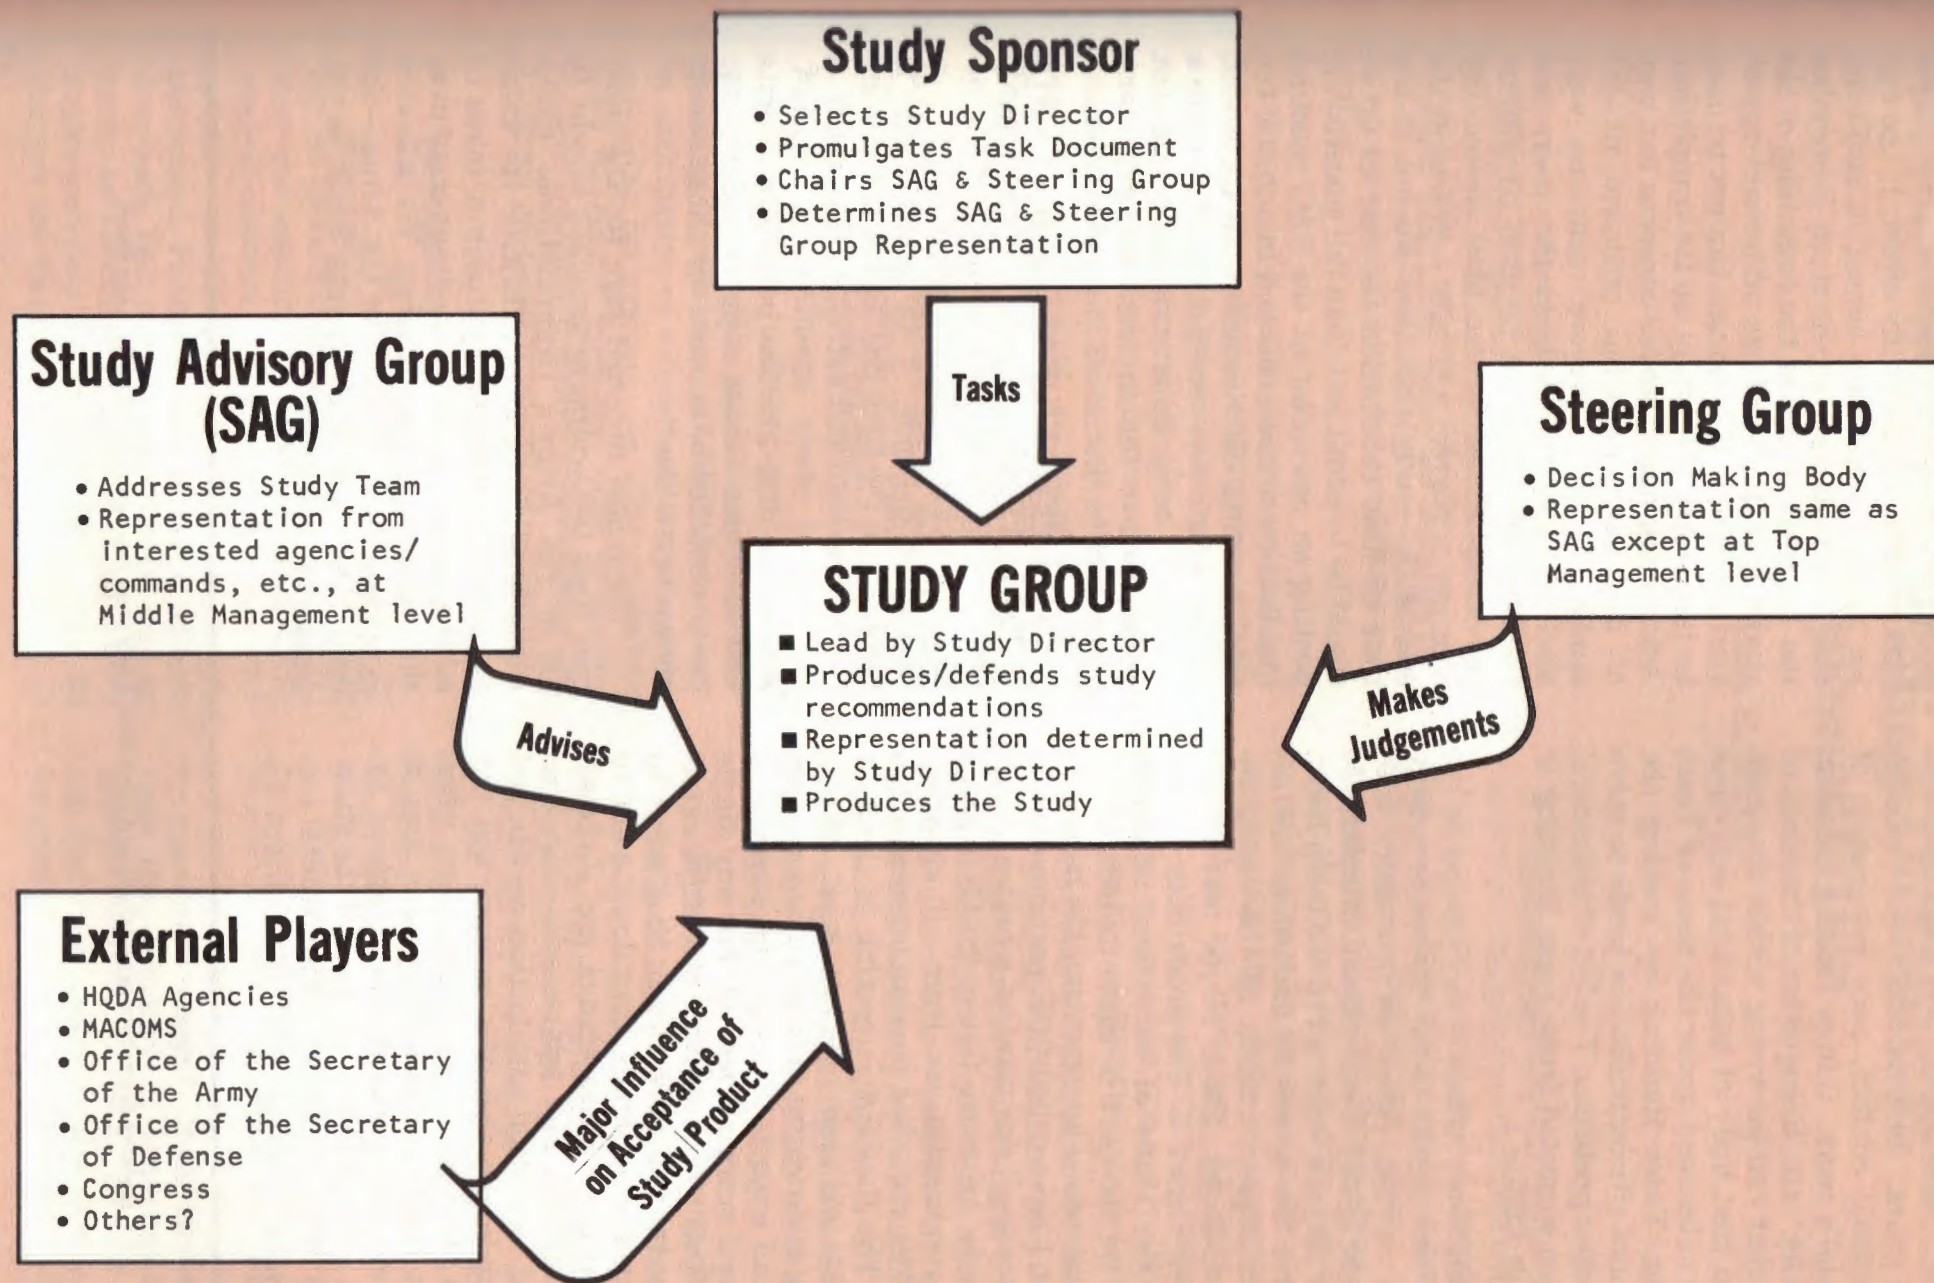 Study Sponsor
• Selects Study Director
• Promulgates Task Document
• Chairs SAG & Steering Group
• Determines SAG & Steering
Group Representation
Tasks
Study Advisory Group
(SAG)
• Addresses Study Team
• Representation from
interested agencies/
commands, etc., at
Middle Management level
Advises
Steering Group
• Decision Making Body
• Representation same as
SAG except at Top
Management level
Makes
Judgements
STUDY GROUP
■ Lead by Study Director
■ Produces/defends study
recommendations
■ Representation determined
by Study Director
■ Produces the Study
External Players
• HQDA Agencies
• MACOMS
• Office of the Secretary
of the Army
• Office of the Secretary
of Defense
• Congress
• Others?
Major Influence
on Acceptance of
Study/Product